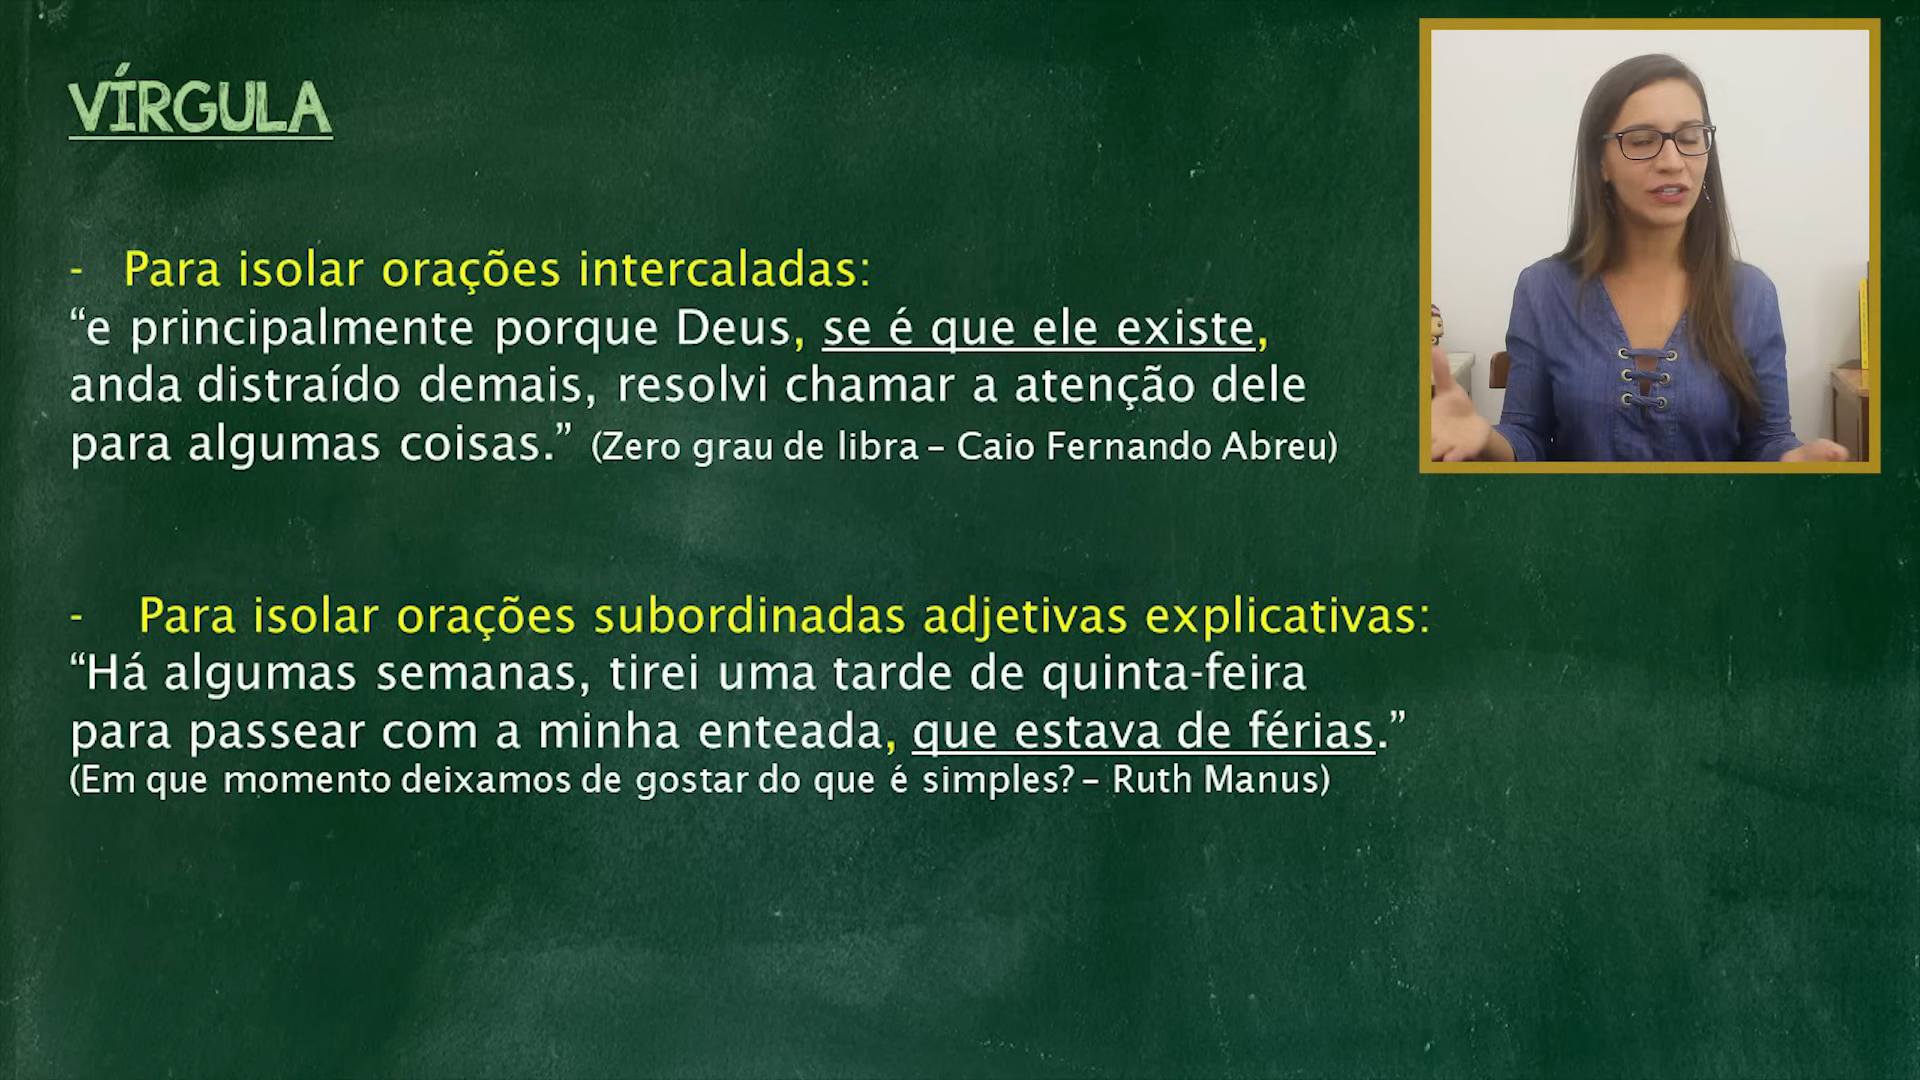 VÍRGULA
- Para isolar orações intercaladas:
“e principalmente porque Deus, se é que ele existe,
anda distraído demais, resolvi chamar a atenção dele
para algumas coisas.” (Zero grau de libra – Caio Fernando Abreu)
- Para isolar orações subordinadas adjetivas explicativas:
“Há algumas semanas, tirei uma tarde de quinta-feira
para passear com a minha enteada, que estava de férias.”
(Em que momento deixamos de gostar do que é simples? – Ruth Manus)